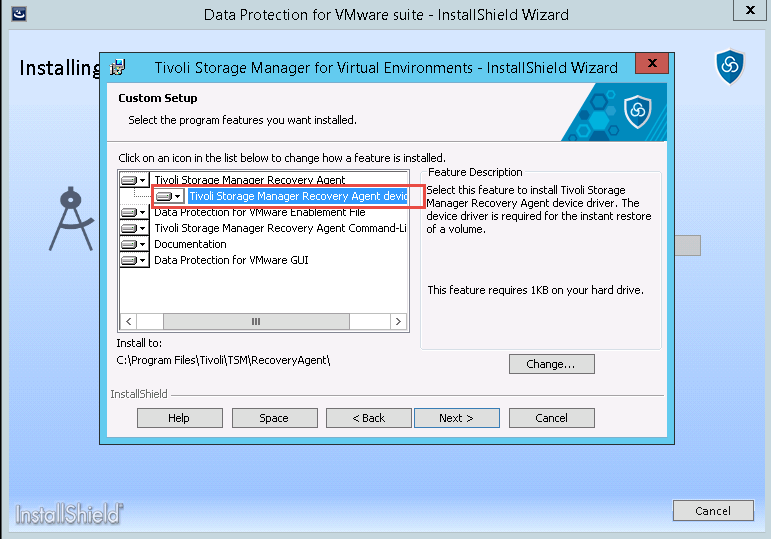 Data Protection for VMware suite - InstallShield Wizard
x
Installing
Tivoli Storage Manager for Virtual Environments - InstallShield Wizard
x
Custom Setup
Select the program features you want installed.
Click on an icon in the list below to change how a feature is installed.
Tivoli Storage Manager Recovery Agent
Tivoli Storage Manager Recovery Agent devic
Data Protection for VMware Enablement File
Tivoli Storage Manager Recovery Agent Command-Li
Documentation
Data Protection for VMware GUI
Feature Description
Select this feature to install Tivoli Storage
Manager Recovery Agent device driver. The
device driver is required for the instant restore
of a volume.
This feature requires 1KB on your hard drive.
Install to:
C:\Program Files\Tivoli\TSM\RecoveryAgent\
Change...
InstallShield
Help
Space
< Back
Next >
Cancel
InstallShield
Cancel